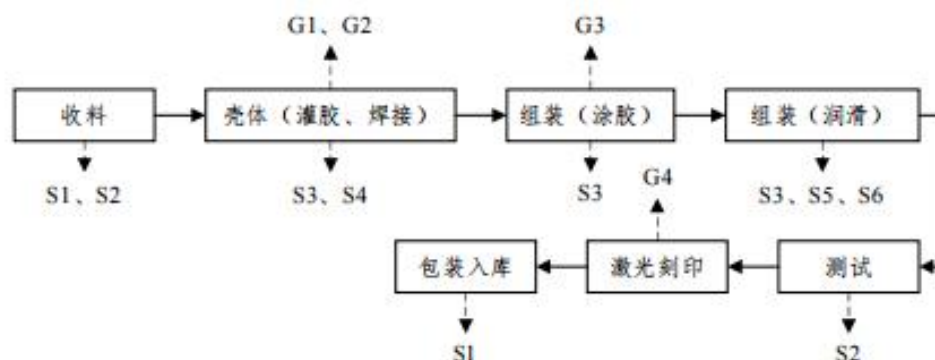 G1、G2
G3
收料
壳体（灌胶、焊接）
组装（涂胶）
组装（润滑）
S1、S2
S3、S4
S3
S3、S5、S6
G4
包装入库
激光刻印
测试
S1
S2